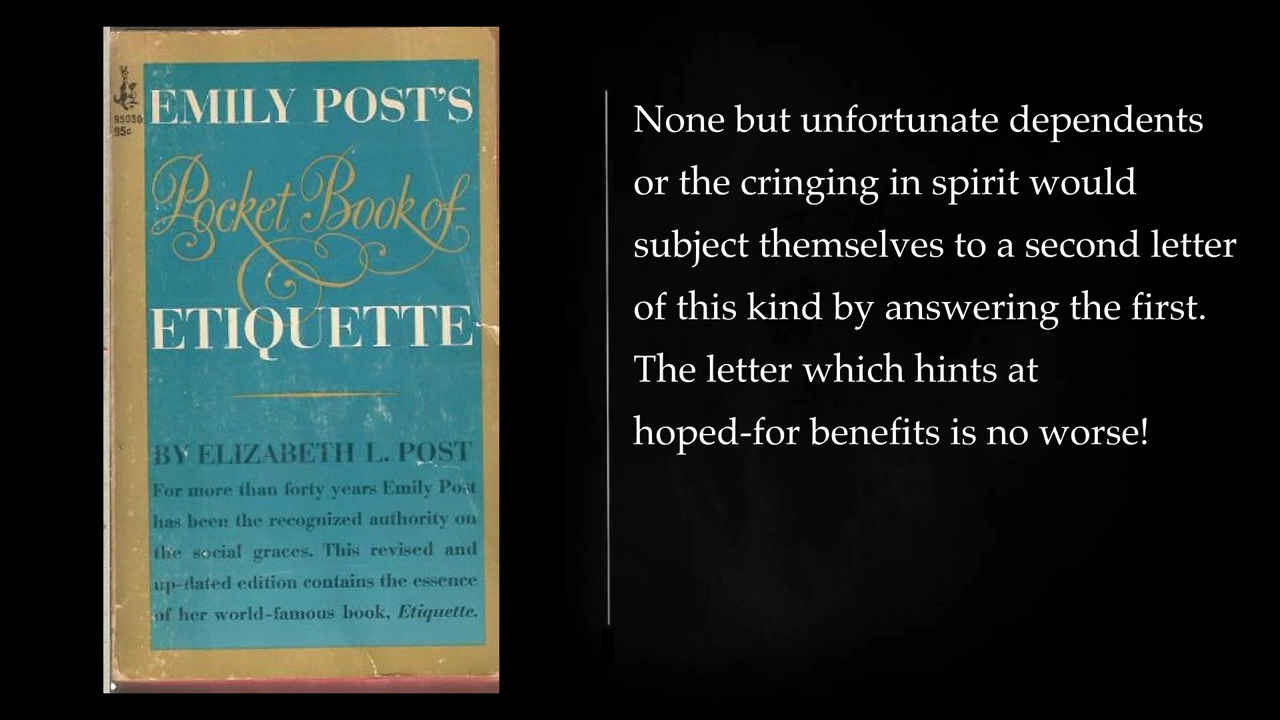 EMILY POST'S
95050
95c
Pocket Book of
ETIQUETTE
BY ELIZABETH L. POST
For more than forty years Emily Post
has been the recognized authority on
the social graces. This revised and
up-dated edition contains the essence
of her world-famous book, Etiquette.
None but unfortunate dependents
or the cringing in spirit would
subject themselves to a second letter
of this kind by answering the first.
The letter which hints at
hoped-for benefits is no worse!